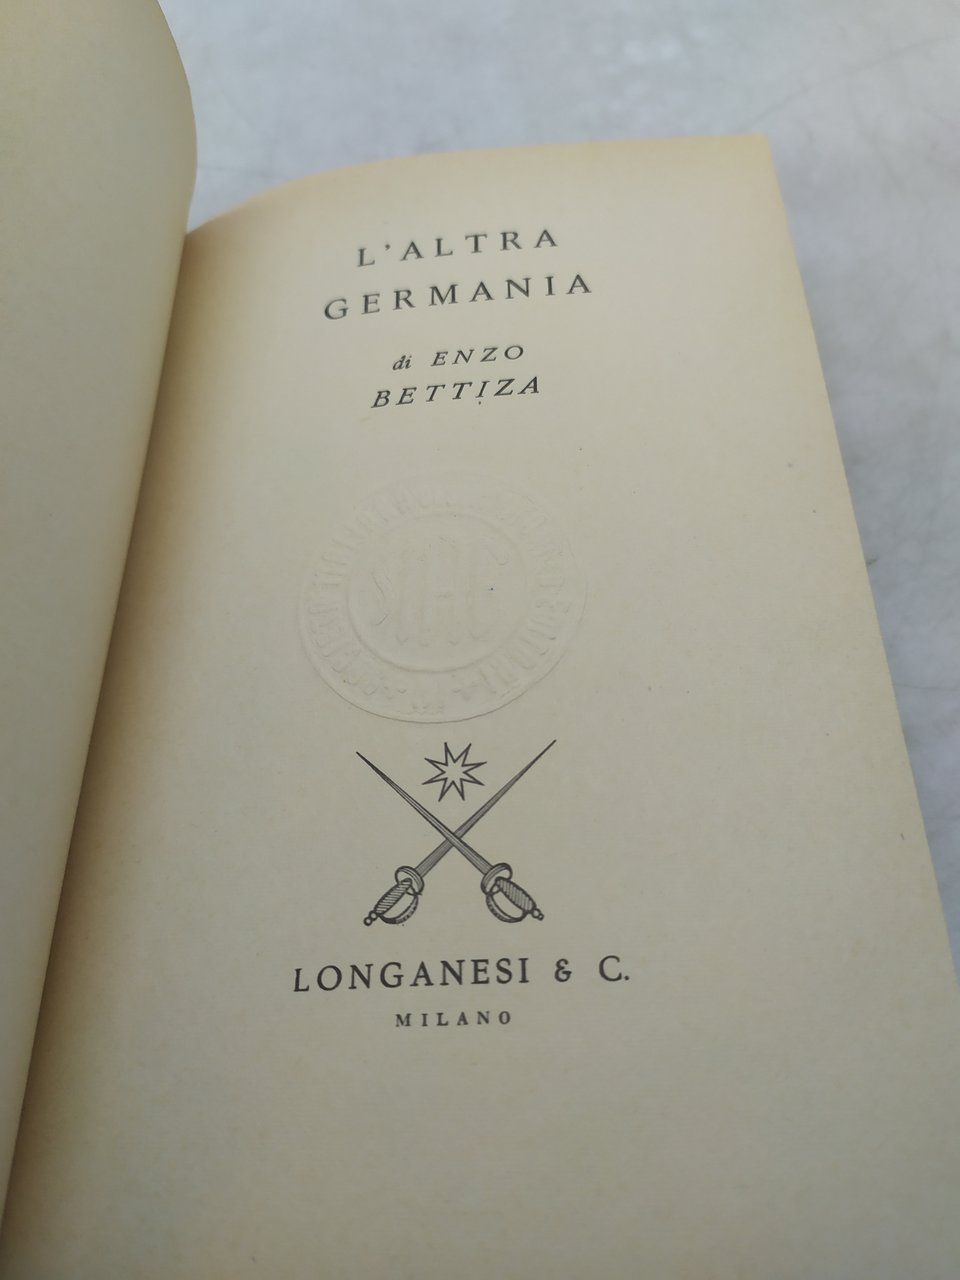 L'ALTRA
GERMANIA
di ENZO
BETTIZA
LONGANESI & C.
MILANO